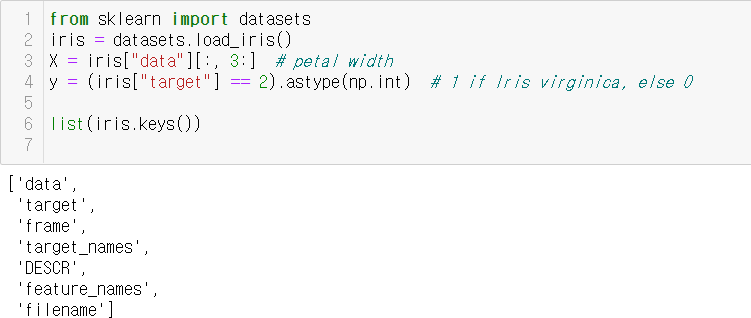 1 from sklearn import datasets
2 iris = datasets.load_iris()
3 X = iris["data"][:, 3:]  # petal width
4 y = (iris["target"] == 2).astype(np.int)  # 1 if Iris virginica, else 0
5
6 list(iris.keys())
7
['data',
 'target',
 'frame',
 'target_names',
 'DESCR',
 'feature_names',
 'filename']